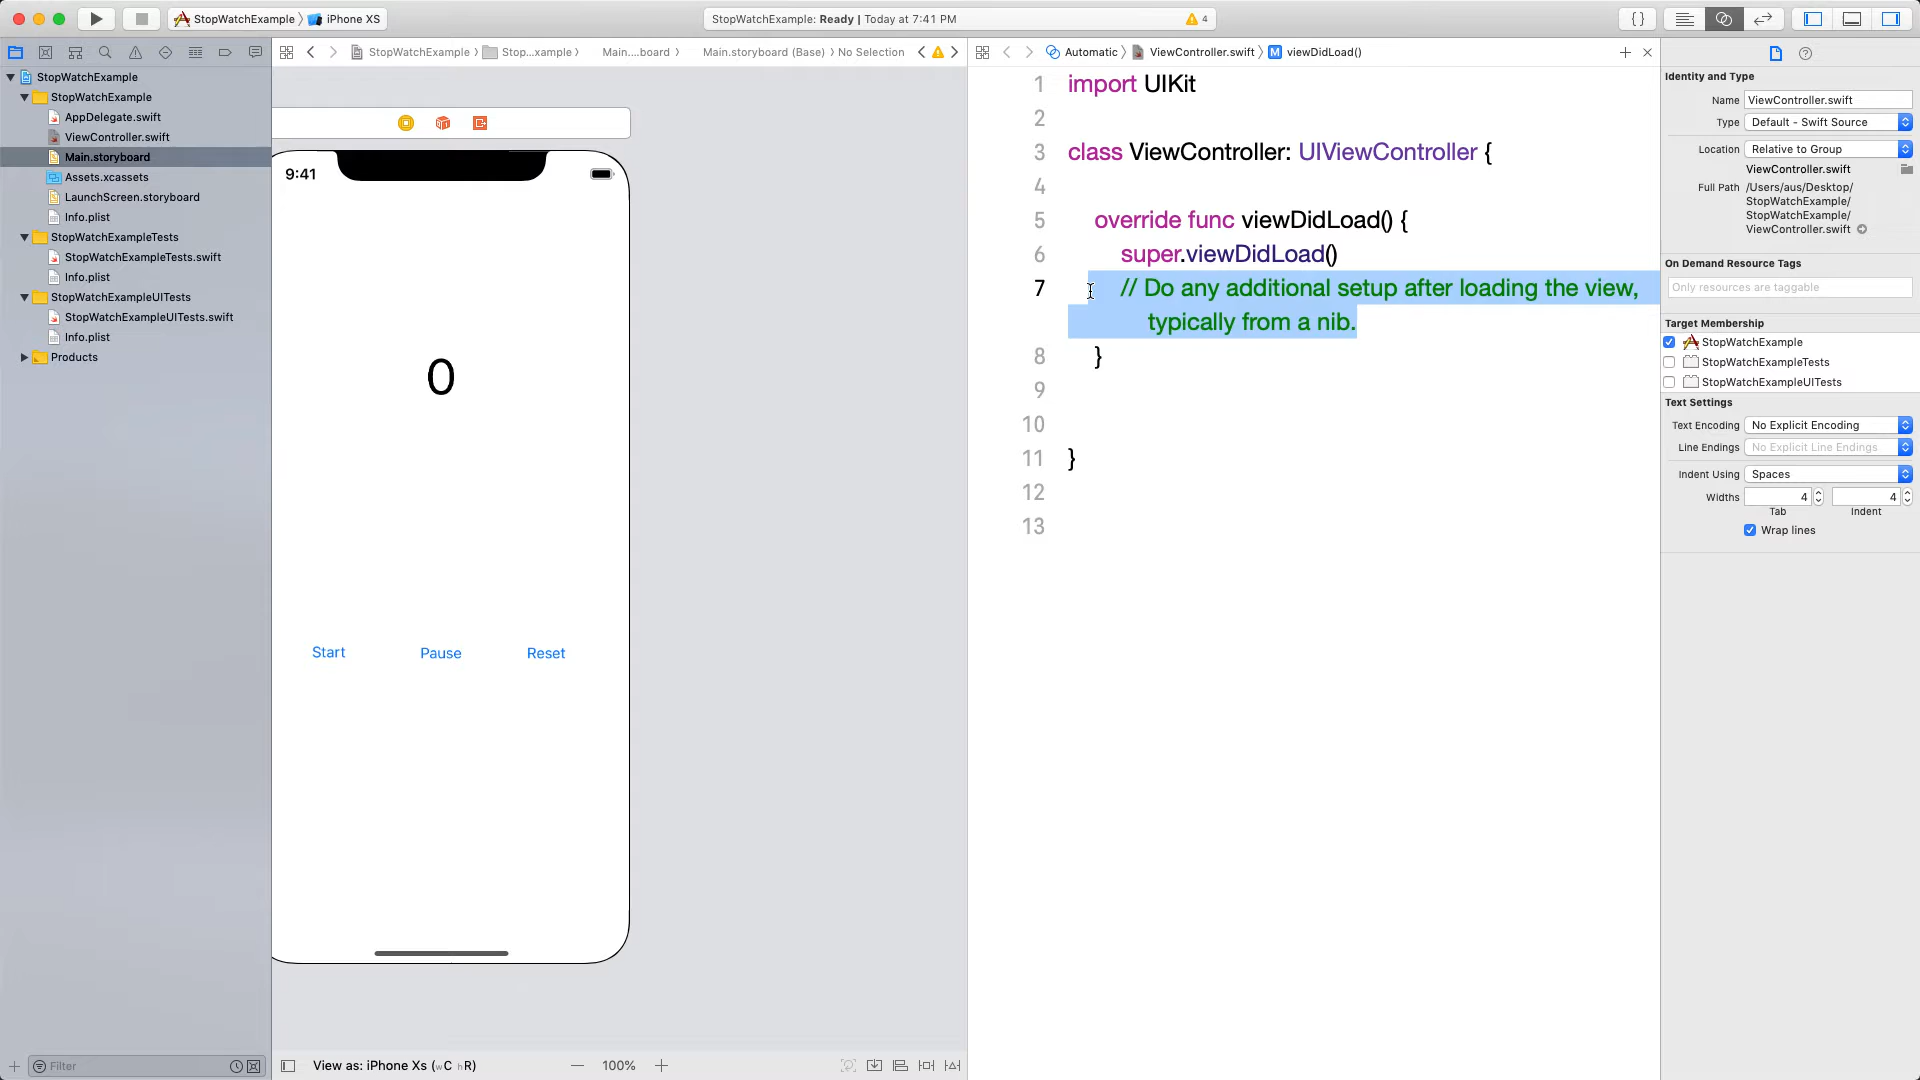 StopWatchExample 〉 iPhone XS
StopWatchExample: Ready | Today at 7:41 PM
4
{ }
StopWatchExample
StopWatchExample
AppDelegate.swift
ViewController.swift
Main.storyboard
Assets.xcassets
LaunchScreen.storyboard
Info.plist
StopWatchExampleTests
StopWatchExampleTests.swift
Info.plist
StopWatchExampleUITests
StopWatchExampleUITests.swift
Info.plist
Products
Filter
StopWatchExample 〉 Stop...xample 〉 Main....board 〉 Main.storyboard (Base) 〉 No Selection
9:41
0
Start Pause Reset
View as: iPhone Xs (wC hR)
100%
Automatic 〉 ViewController.swift 〉 M viewDidLoad()
1 import UIKit
2
3 class ViewController: UIViewController {
4
5 override func viewDidLoad() {
6 super.viewDidLoad()
7 // Do any additional setup after loading the view,
typically from a nib.
8 }
9
10
11 }
12
13
Identity and Type
Name ViewController.swift
Type Default - Swift Source
Location Relative to Group
ViewController.swift
Full Path /Users/aus/Desktop/
StopWatchExample/
StopWatchExample/
ViewController.swift
On Demand Resource Tags
Only resources are taggable
Target Membership
StopWatchExample
StopWatchExampleTests
StopWatchExampleUITests
Text Settings
Text Encoding No Explicit Encoding
Line Endings No Explicit Line Endings
Indent Using Spaces
Widths 4 4
Tab Indent
Wrap lines